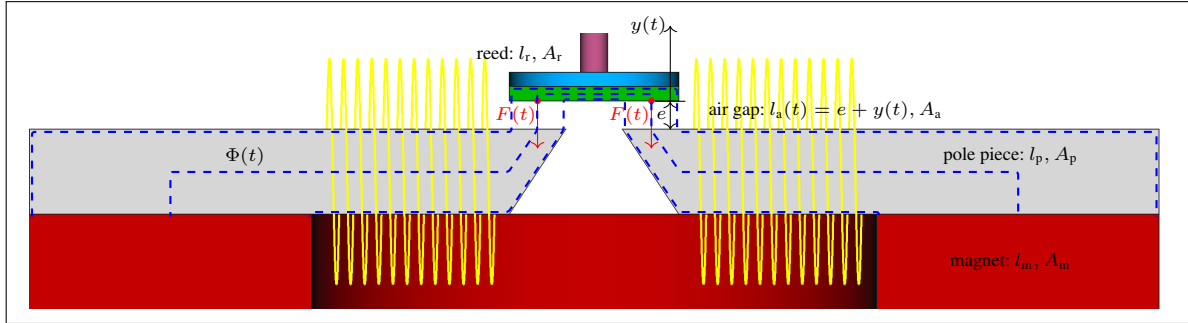 y(t)
reed: l_r, A_r
F(t)
F(t)
e
air gap: l_a(t) = e + y(t), A_a
Φ(t)
pole piece: l_p, A_p
magnet: l_m, A_m